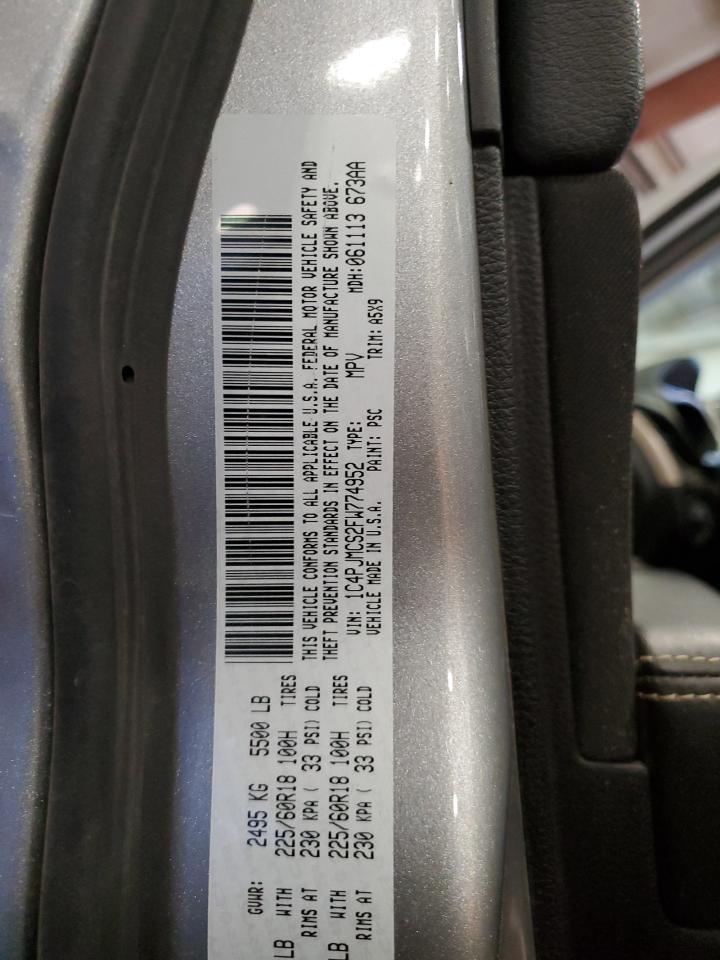 GVWR: 2495 KG 5500 LB
LB WITH 225/60R18 100H TIRES
RIMS AT 230 KPA ( 33 PSI) COLD
LB WITH 225/60R18 100H TIRES
RIMS AT 230 KPA ( 33 PSI) COLD
THIS VEHICLE CONFORMS TO ALL APPLICABLE U.S.A. FEDERAL MOTOR VEHICLE SAFETY AND
THEFT PREVENTION STANDARDS IN EFFECT ON THE DATE OF MANUFACTURE SHOWN ABOVE.
VIN: 1C4PJMCS2FW774952 TYPE: MPV MDH:061113 673AA
VEHICLE MADE IN U.S.A. PAINT: PSC TRIM: A5X9